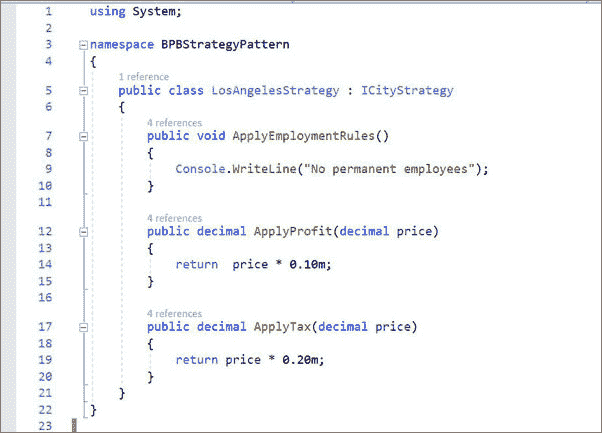 1 using System;
2
3 namespace BPBStrategyPattern
4 {
1 reference
5 public class LosAngelesStrategy : ICityStrategy
6 {
4 references
7 public void ApplyEmploymentRules()
8 {
9 Console.WriteLine("No permanent employees");
10 }
11
4 references
12 public decimal ApplyProfit(decimal price)
13 {
14 return  price * 0.10m;
15 }
16
4 references
17 public decimal ApplyTax(decimal price)
18 {
19 return price * 0.20m;
20 }
21 }
22 }
23